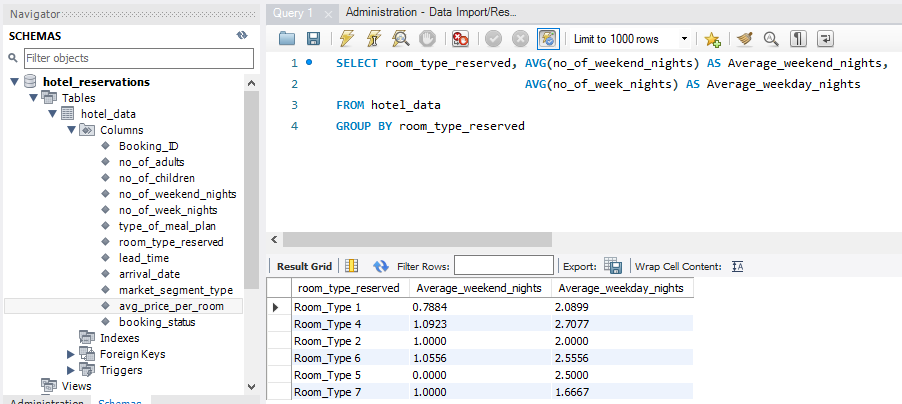 Navigator
SCHEMAS
Filter objects
hotel_reservations
Tables
hotel_data
Columns
Booking_ID
no_of_adults
no_of_children
no_of_weekend_nights
no_of_week_nights
type_of_meal_plan
room_type_reserved
lead_time
arrival_date
market_segment_type
avg_price_per_room
booking_status
Indexes
Foreign Keys
Triggers
Views
Administration Schemas
Query 1 Administration - Data Import/Res...
Limit to 1000 rows
1 SELECT room_type_reserved, AVG(no_of_weekend_nights) AS Average_weekend_nights,
2 AVG(no_of_week_nights) AS Average_weekday_nights
3 FROM hotel_data
4 GROUP BY room_type_reserved
Result Grid Filter Rows: Export: Wrap Cell Content:
room_type_reserved Average_weekend_nights Average_weekday_nights
Room_Type 1 0.7884 2.0899
Room_Type 4 1.0923 2.7077
Room_Type 2 1.0000 2.0000
Room_Type 6 1.0556 2.5556
Room_Type 5 0.0000 2.5000
Room_Type 7 1.0000 1.6667